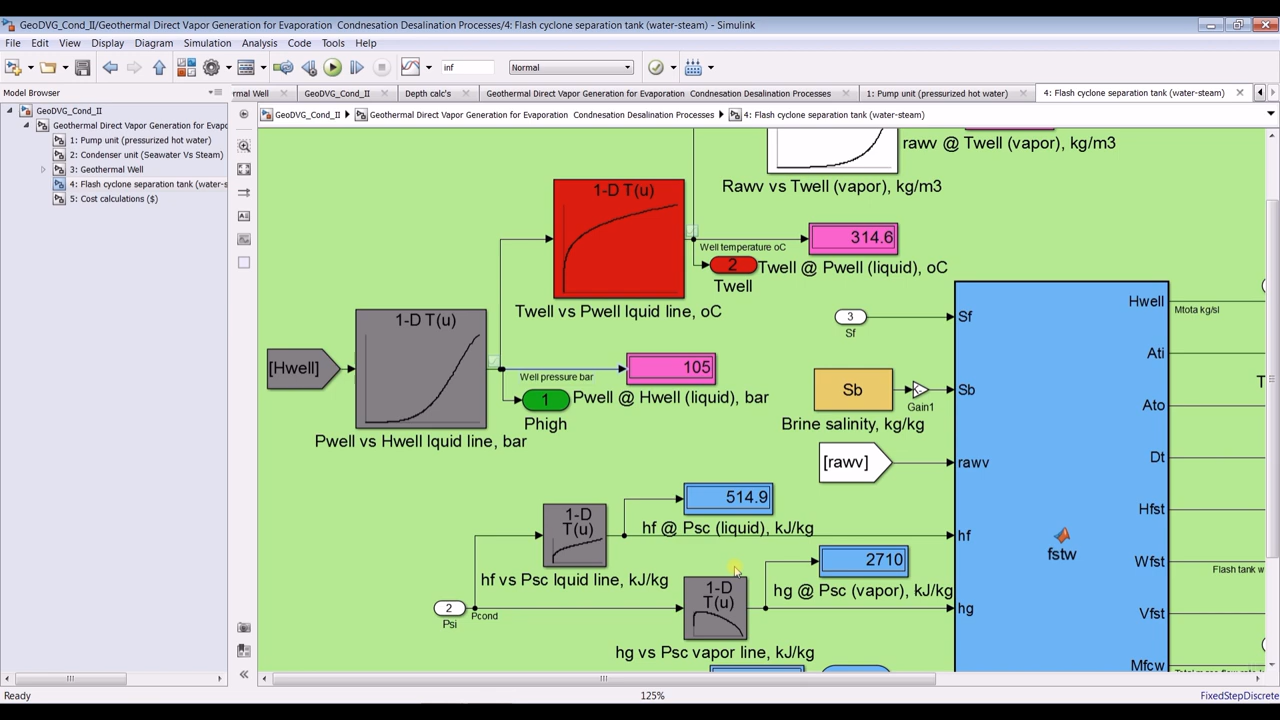 GeoDVG_Cond_II/Geothermal Direct Vapor Generation for Evaporation  Condnesation Desalination Processes/4: Flash cyclone separation tank (water-steam) - Simulink
File Edit View Display Diagram Simulation Analysis Code Tools Help
inf Normal
Model Browser
rmal Well GeoDVG_Cond_II Depth calc's Geothermal Direct Vapor Generation for Evaporation  Condnesation Desalination Processes 1: Pump unit (pressurized hot water) 4: Flash cyclone separation tank (water-steam)
GeoDVG_Cond_II Geothermal Direct Vapor Generation for Evaporation  Condnesation Desalination Processes 4: Flash cyclone separation tank (water-steam)
GeoDVG_Cond_II
Geothermal Direct Vapor Generation for Evapo
1: Pump unit (pressurized hot water)
2: Condenser unit (Seawater Vs Steam)
3: Geothermal Well
4: Flash cyclone separation tank (water-s
5: Cost calculations ($)
rawv @ Twell (vapor), kg/m3
Rawv vs Twell (vapor), kg/m3
1-D T(u)
Well temperature oC
314.6
2
Twell @ Pwell (liquid), oC
Twell
Twell vs Pwell lquid line, oC
1-D T(u)
[Hwell]
Well pressure bar
105
1
Pwell @ Hwell (liquid), bar
Phigh
Pwell vs Hwell lquid line, bar
3
Sf
Sb
Gain1
Brine salinity, kg/kg
[rawv]
514.9
1-D
T(u)
hf @ Psc (liquid), kJ/kg
hf vs Psc lquid line, kJ/kg
2710
hg @ Psc (vapor), kJ/kg
1-D
T(u)
2
Pcond
Psi
hg vs Psc vapor line, kJ/kg
Sf
Sb
rawv
hf
hg
fstw
Hwell
Ati
Ato
Dt
Hfst
Wfst
Vfst
Mfcw
Mtota kg/sl
Flash tank w
Ready 125% FixedStepDiscrete